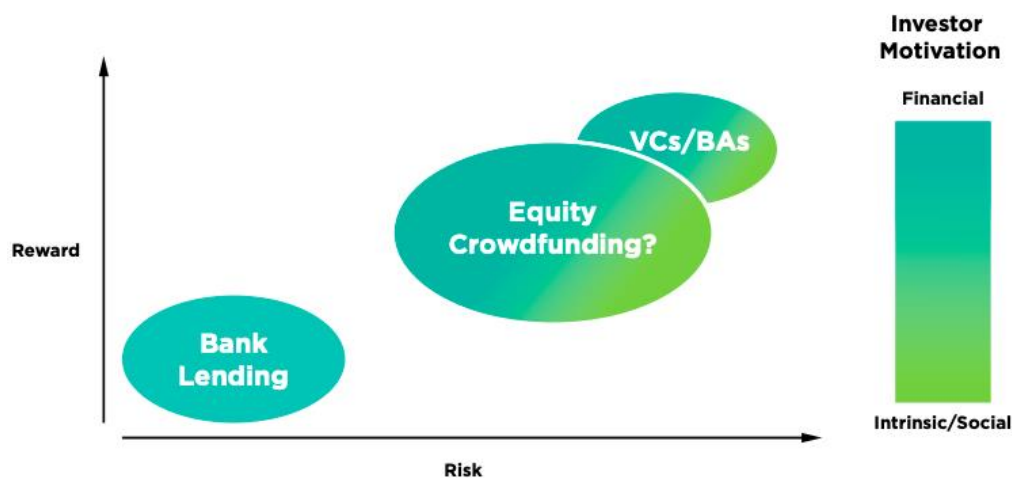 Investor
Motivation
Financial
VCs/BAs
Equity
Crowdfunding?
Reward
Bank
Lending
Intrinsic/Social
Risk